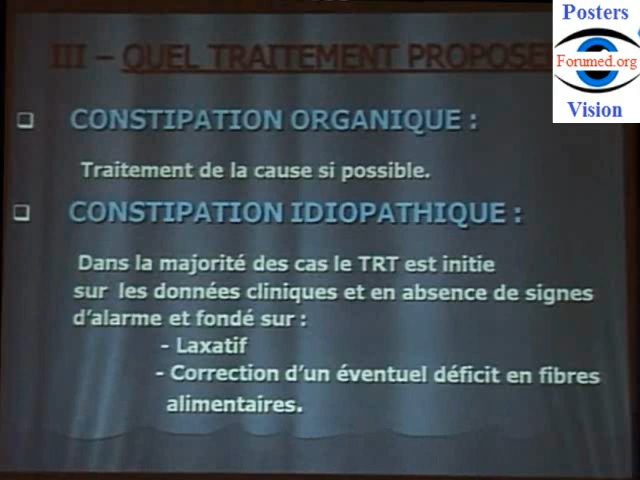 Posters
Forumed.org
Vision
III – QUEL TRAITEMENT PROPOSER
CONSTIPATION ORGANIQUE :
Traitement de la cause si possible.
CONSTIPATION IDIOPATHIQUE :
Dans la majorité des cas le TRT est initie
sur les données cliniques et en absence de signes
d'alarme et fondé sur :
- Laxatif
- Correction d'un éventuel déficit en fibres
alimentaires.